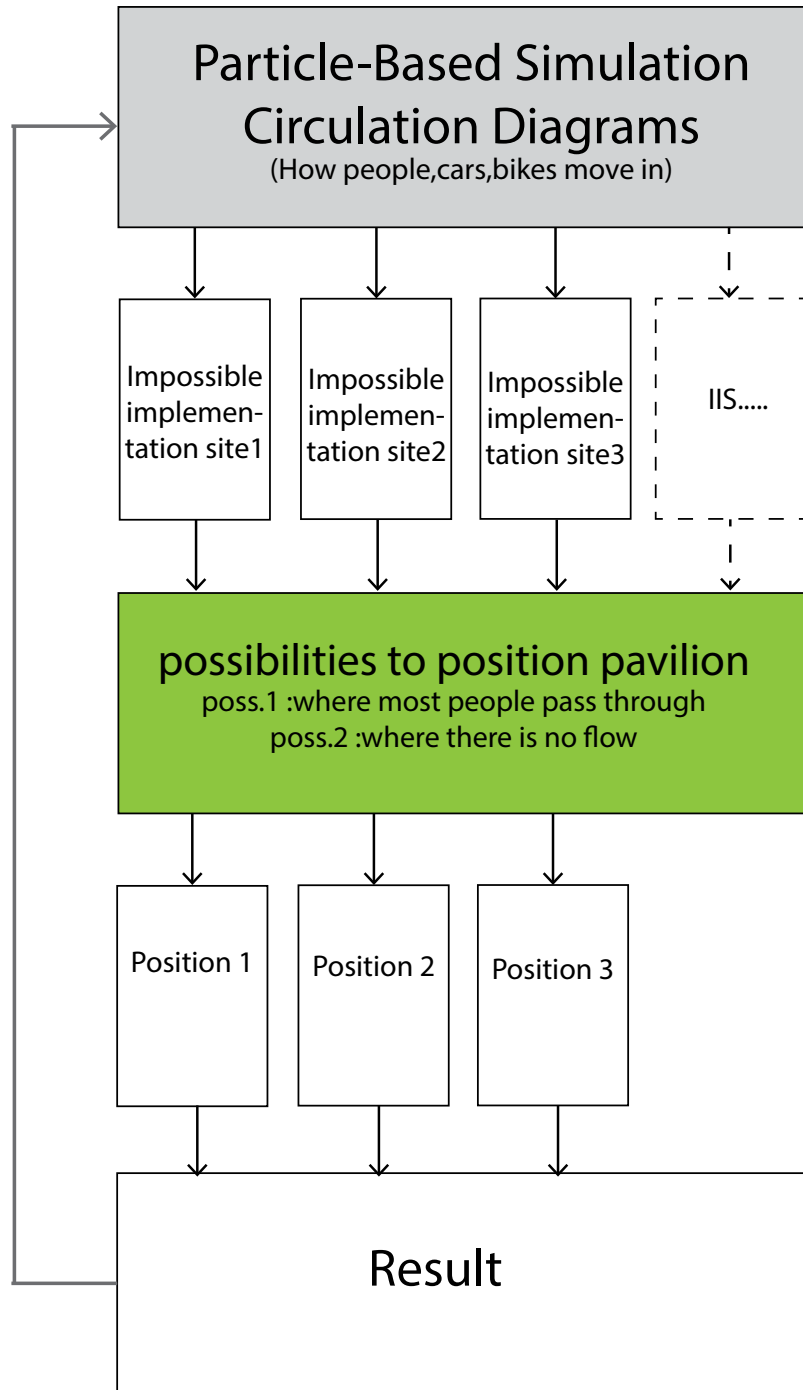 Particle-Based Simulation
Circulation Diagrams
(How people,cars,bikes move in)
Impossible
implemen-
tation site1
Impossible
implemen-
tation site2
Impossible
implemen-
tation site3
IIS.....
possibilities to position pavilion
poss.1 :where most people pass through
poss.2 :where there is no flow
Position 1
Position 2
Position 3
Result